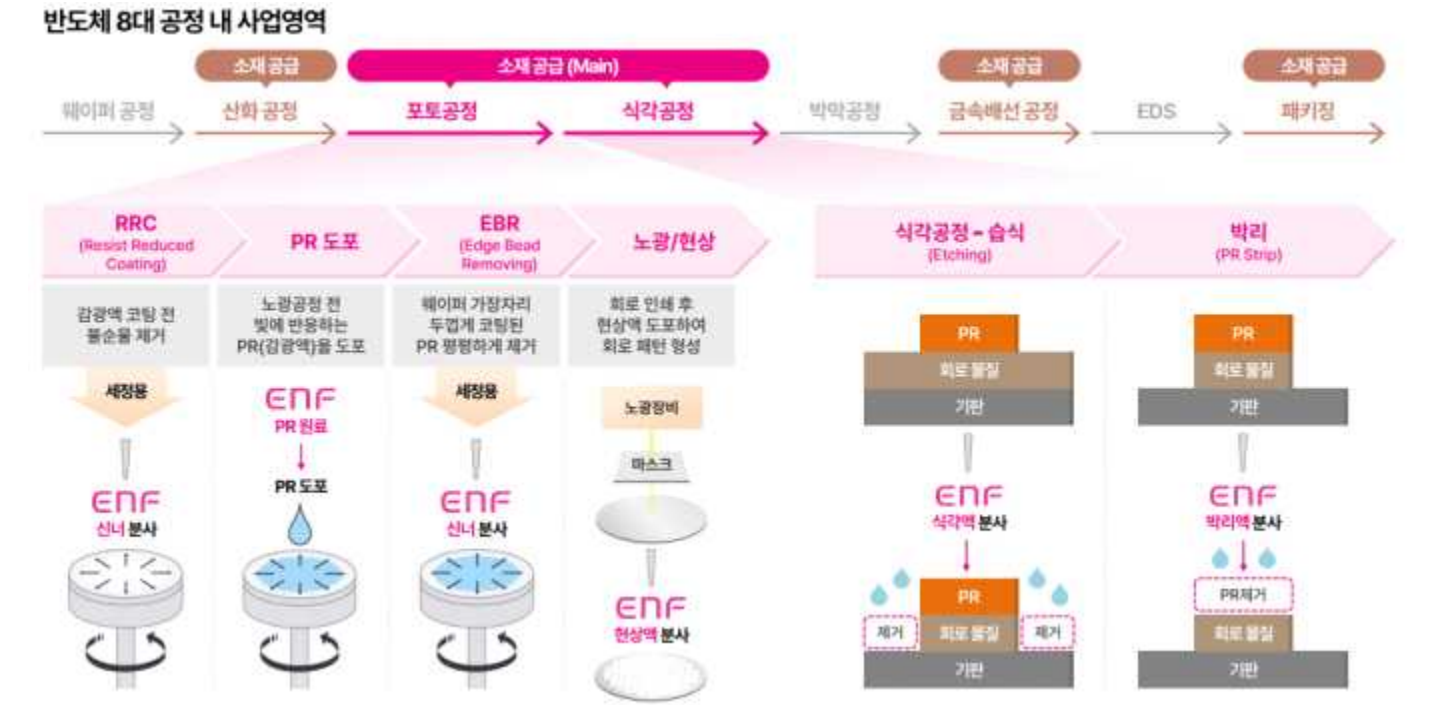 반도체 8대 공정 내 사업영역
소재 공급
소재 공급 (Main)
소재 공급
소재 공급
웨이퍼 공정
산화 공정
포토공정
식각공정
박막공정
금속배선 공정
EDS
패키징
RRC
(Resist Reduced
Coating)
PR 도포
EBR
(Edge Bead
Removing)
노광/현상
감광액 코팅 전
불순물 제거
노광공정 전
빛에 반응하는
PR(감광액)을 도포
웨이퍼 가장자리
두껍게 코팅된
PR 평평하게 제거
회로 인쇄 후
현상액 도포하여
회로 패턴 형성
세정용
ENF
신너 분사
ENF
PR 원료
PR 도포
세정용
ENF
신너 분사
노광장비
마스크
ENF
현상액 분사
식각공정 - 습식
(Etching)
박리
(PR Strip)
PR
회로 물질
기판
ENF
식각액 분사
PR
제거
회로 물질
제거
기판
PR
회로 물질
기판
ENF
박리액 분사
PR제거
회로 물질
기판